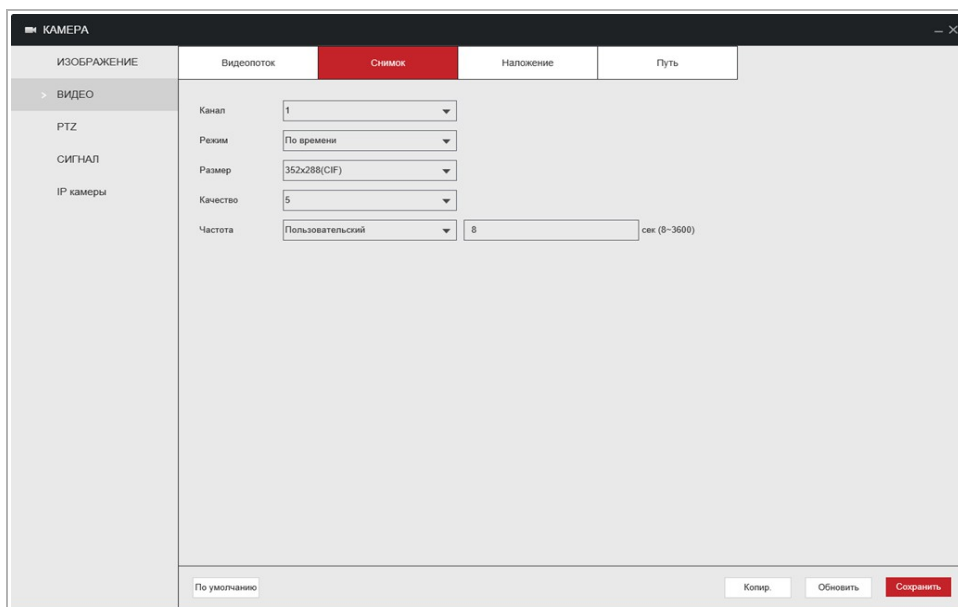 КАМЕРА
ИЗОБРАЖЕНИЕ
> ВИДЕО
PTZ
СИГНАЛ
IP камеры
Видеопоток Снимок Наложение Путь
Канал 1
Режим По времени
Размер 352x288(CIF)
Качество 5
Частота Пользовательский 8 сек (8~3600)
По умолчанию Копир. Обновить Сохранить